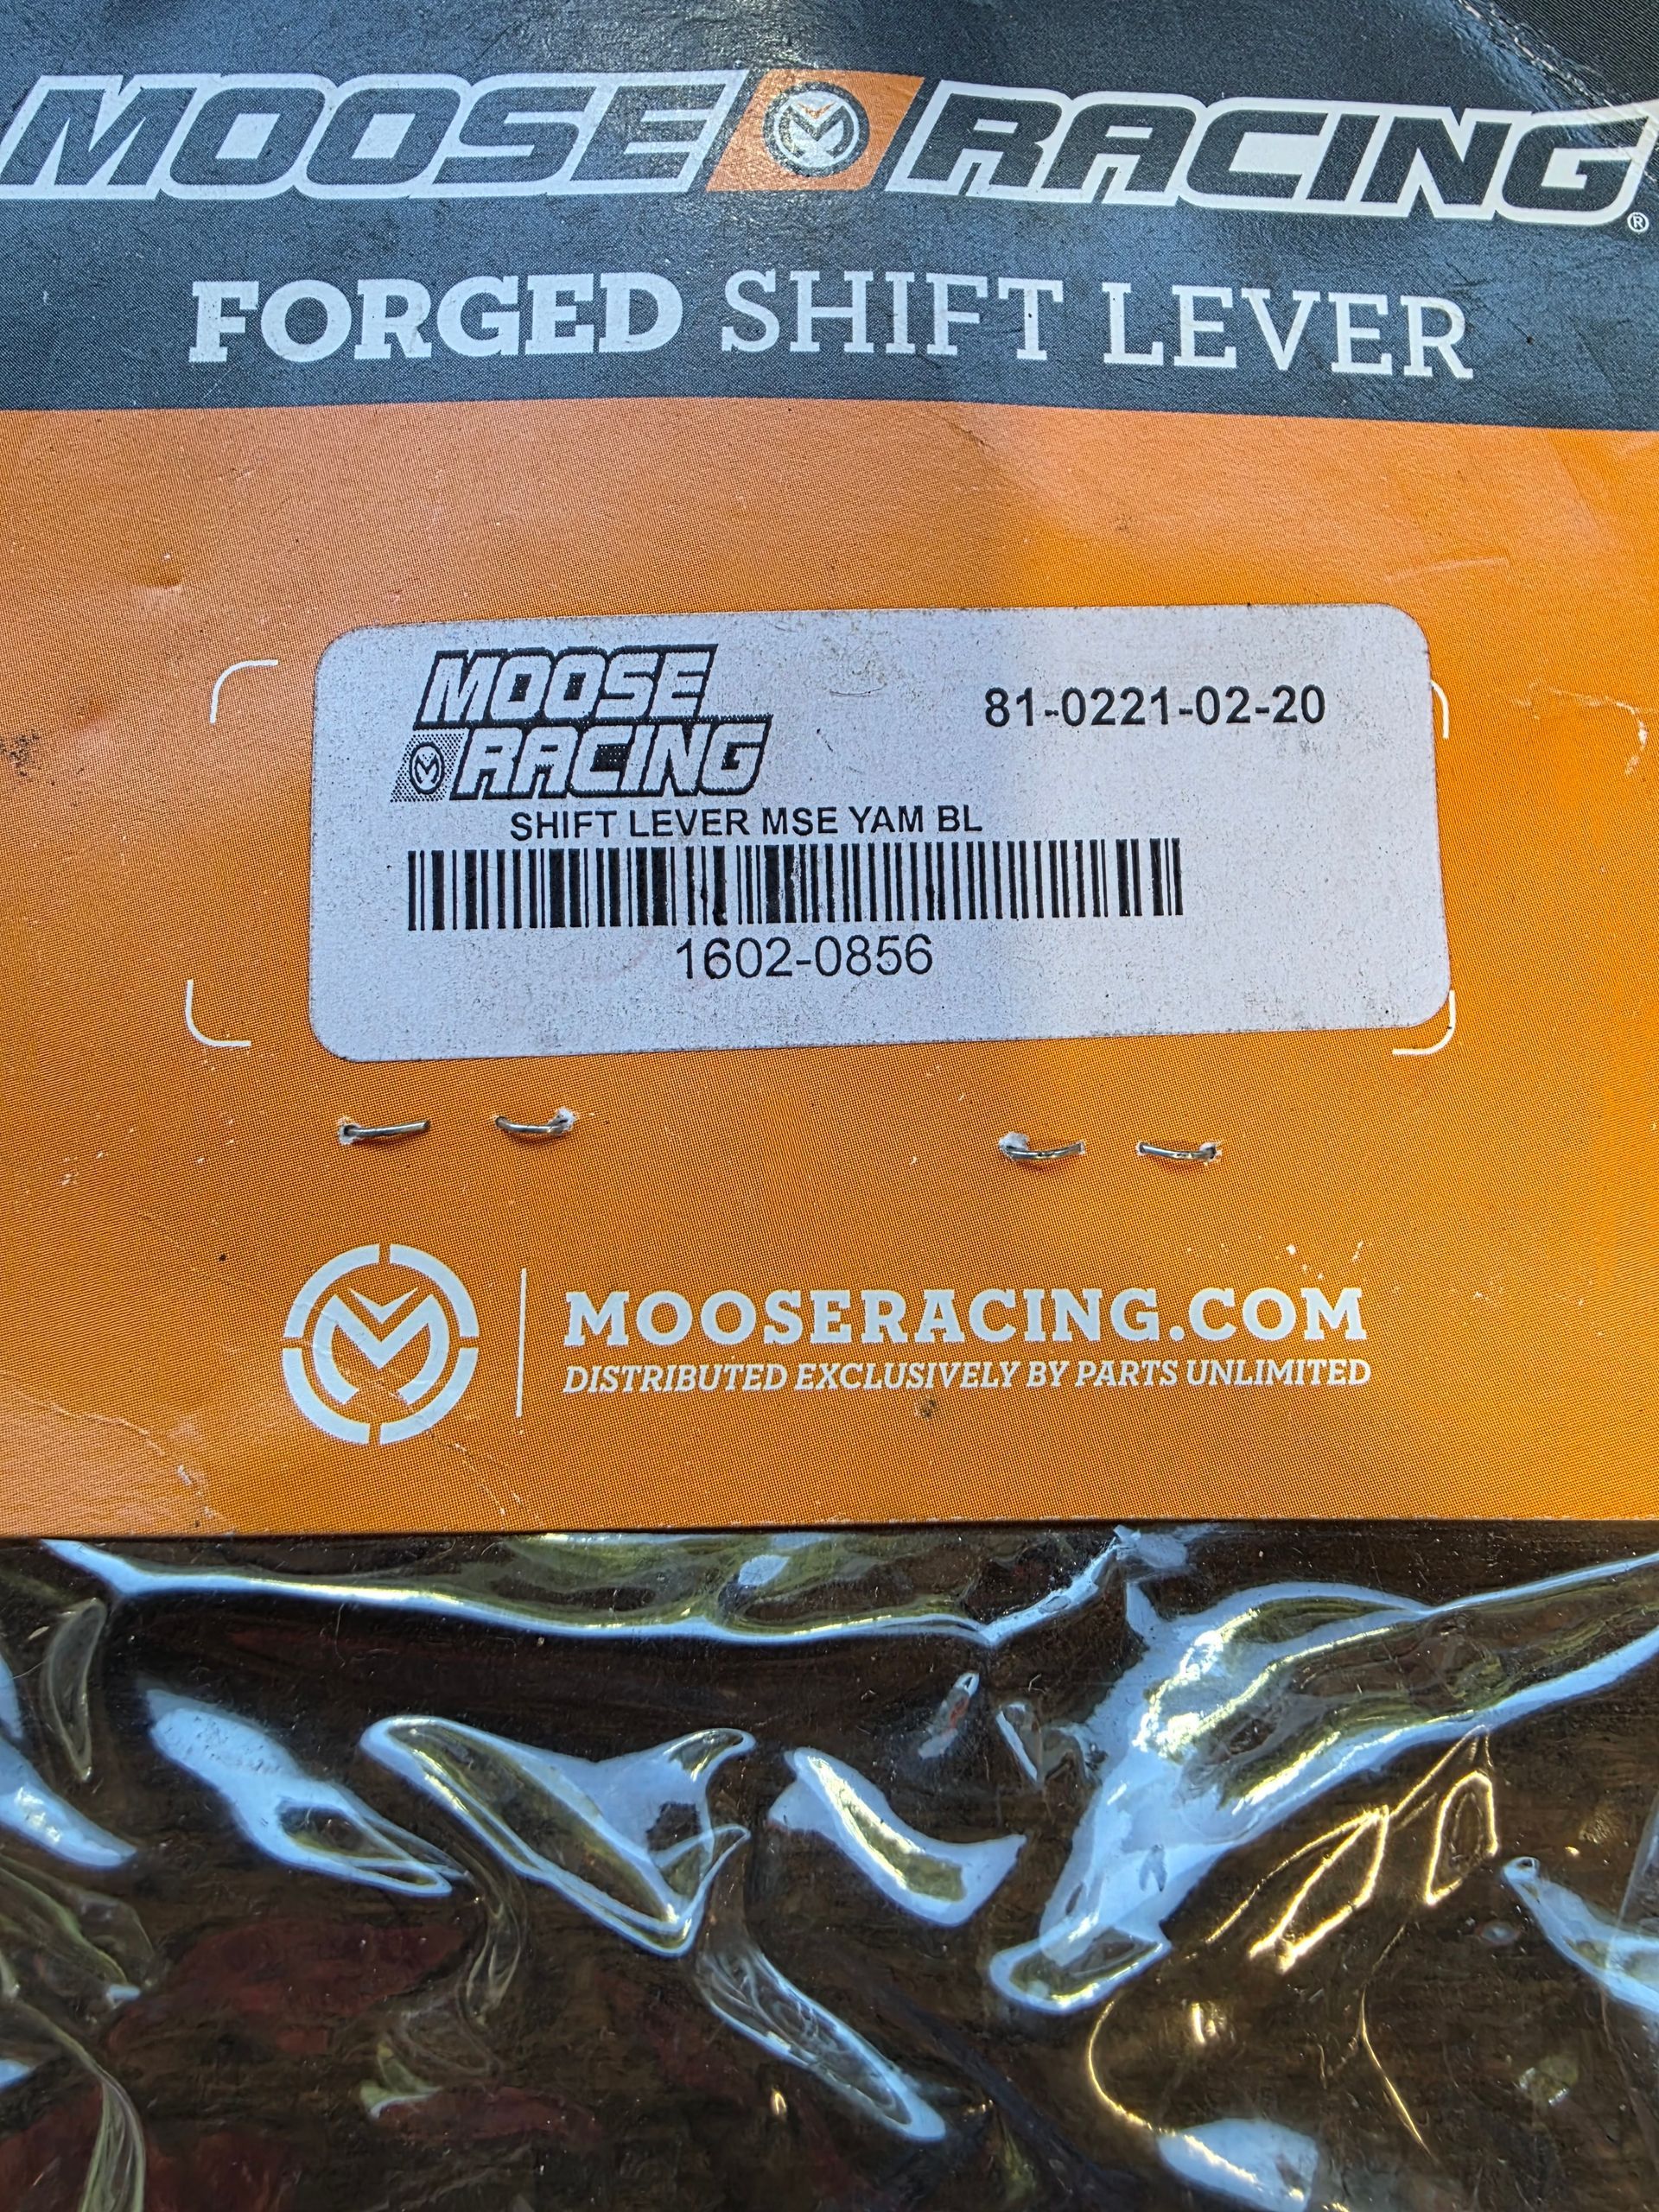 MOOSE RACING®
FORGED SHIFT LEVER
MOOSE
RACING
81-0221-02-20
SHIFT LEVER MSE YAM BL
1602-0856
MOOSERACING.COM
DISTRIBUTED EXCLUSIVELY BY PARTS UNLIMITED